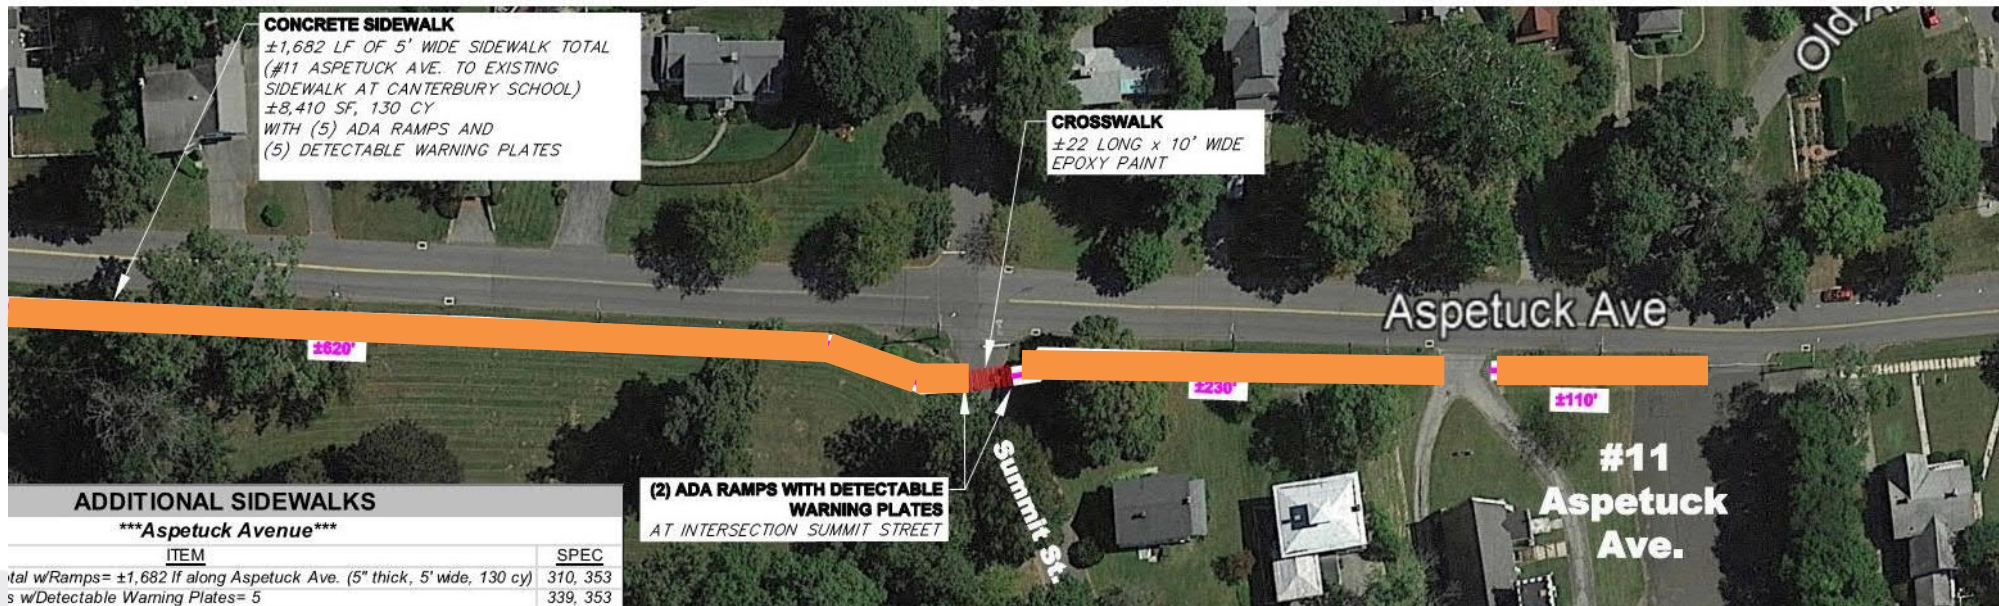 CONCRETE SIDEWALK
±1,682 LF OF 5' WIDE SIDEWALK TOTAL
(#11 ASPETUCK AVE. TO EXISTING
SIDEWALK AT CANTERBURY SCHOOL)
±8,410 SF, 130 CY
WITH (5) ADA RAMPS AND
(5) DETECTABLE WARNING PLATES
CROSSWALK
±22 LONG x 10' WIDE
EPOXY PAINT
Old
Aspetuck Ave
±620'
±230'
±110'
Summit St.
#11
Aspetuck
Ave.
(2) ADA RAMPS WITH DETECTABLE
WARNING PLATES
AT INTERSECTION SUMMIT STREET
ADDITIONAL SIDEWALKS
***Aspetuck Avenue***
ITEM SPEC
w/Ramps= ±1,682 lf along Aspetuck Ave. (5" thick, 5' wide, 130 cy) 310, 353
w/Detectable Warning Plates= 5 339, 353